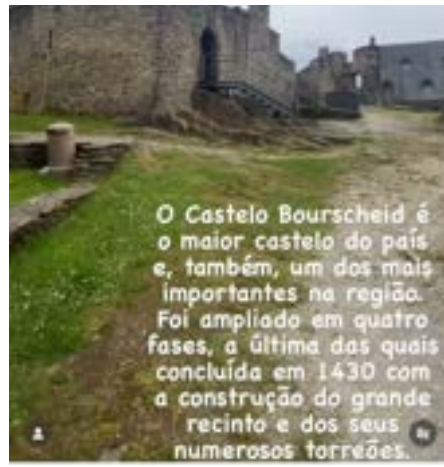 O Castelo Bourscheid é
o maior castelo do país
e, também, um dos mais
importantes na região.
Foi ampliado em quatro
fases, a última das quais
concluída em 1430 com
a construção do grande
recinto e dos seus
numerosos torreões.